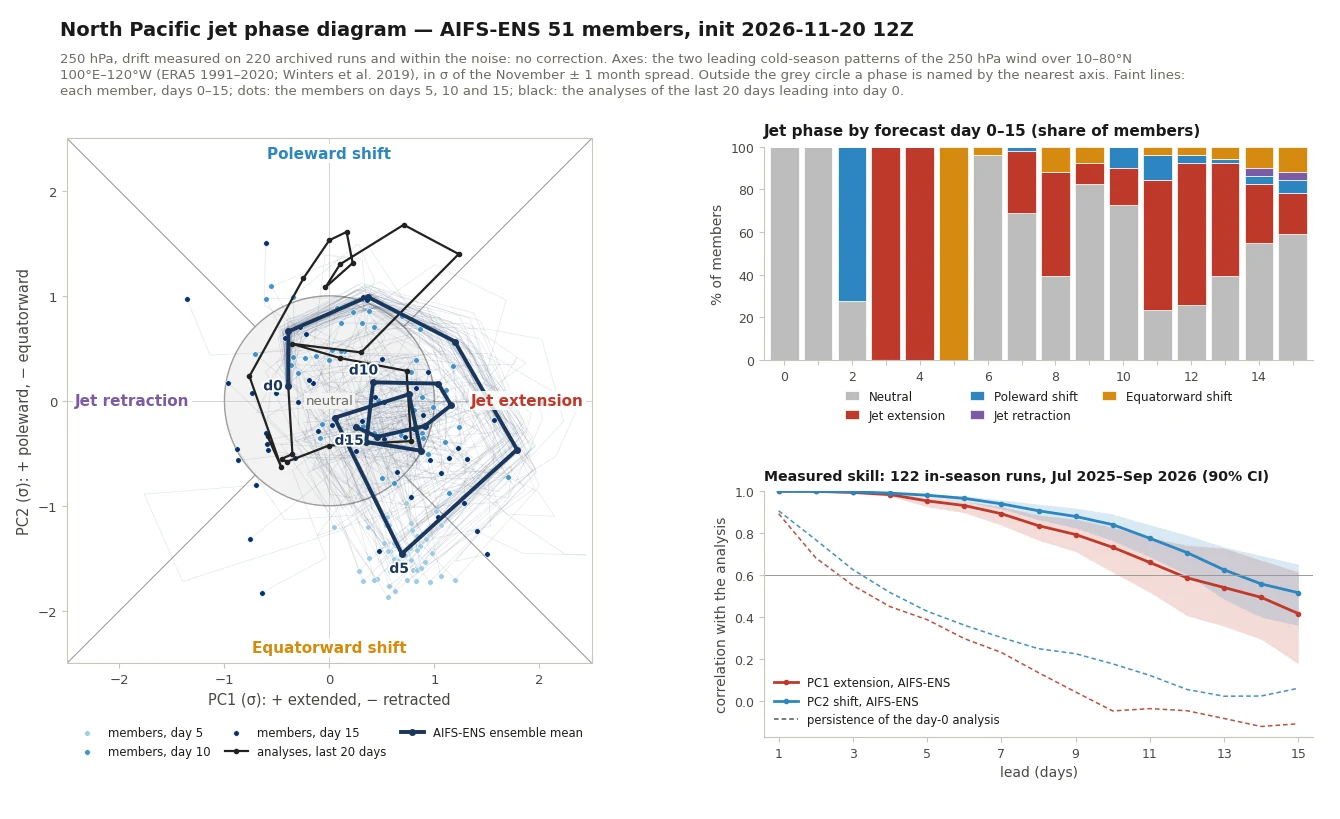 North Pacific jet phase diagram — AIFS-ENS 51 members, init 2026-11-20 12Z
250 hPa, drift measured on 220 archived runs and within the noise: no correction. Axes: the two leading cold-season patterns of the 250 hPa wind over 10–80°N
100°E–120°W (ERA5 1991–2020; Winters et al. 2019), in σ of the November ± 1 month spread. Outside the grey circle a phase is named by the nearest axis. Faint lines:
each member, days 0–15; dots: the members on days 5, 10 and 15; black: the analyses of the last 20 days leading into day 0.
Poleward shift
Jet retraction
neutral
Jet extension
Equatorward shift
d0
d10
d15
d5
PC2 (σ): + poleward, − equatorward
2
1
0
−1
−2
−2
−1
0
1
2
PC1 (σ): + extended, − retracted
members, day 5
members, day 10
members, day 15
analyses, last 20 days
AIFS-ENS ensemble mean
Jet phase by forecast day 0–15 (share of members)
% of members
100
80
60
40
20
0
0
2
4
6
8
10
12
14
Neutral
Jet extension
Poleward shift
Jet retraction
Equatorward shift
Measured skill: 122 in-season runs, Jul 2025–Sep 2026 (90% CI)
correlation with the analysis
1.0
0.8
0.6
0.4
0.2
0.0
PC1 extension, AIFS-ENS
PC2 shift, AIFS-ENS
persistence of the day-0 analysis
1
3
5
7
9
11
13
15
lead (days)